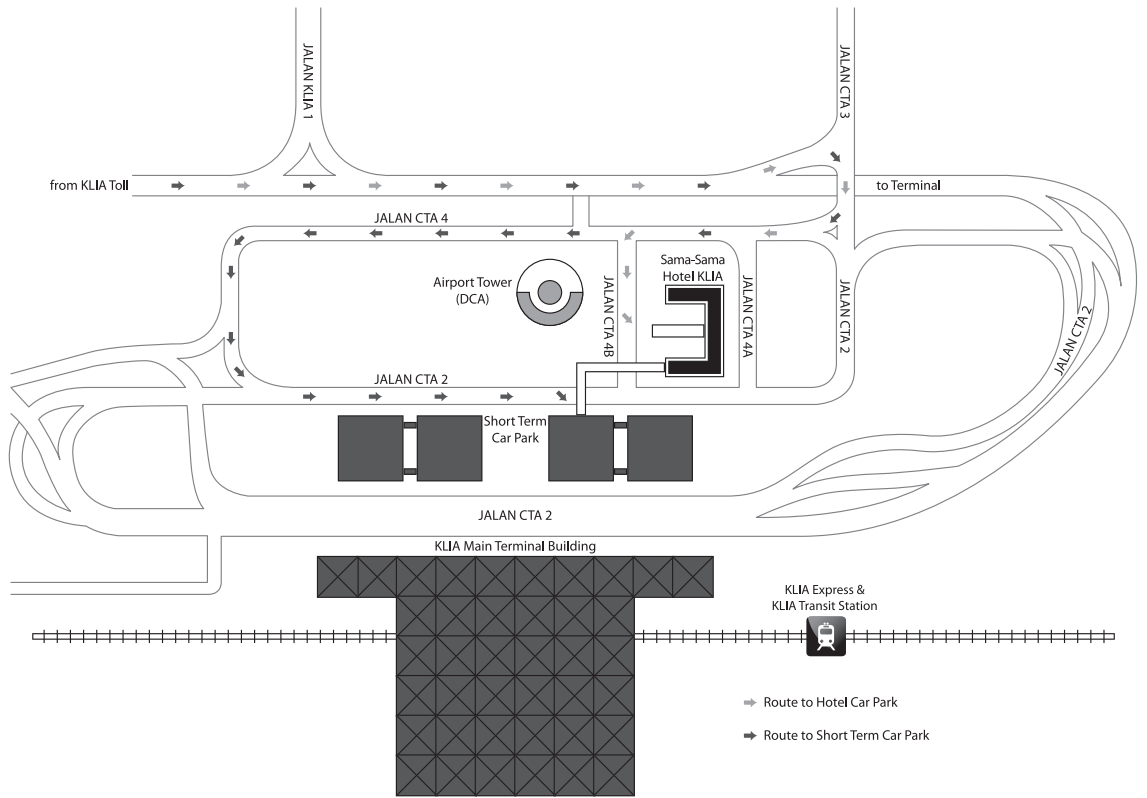 JALAN KLIA 1
JALAN CTA 3
from KLIA Toll
to Terminal
JALAN CTA 4
Sama-Sama
Hotel KLIA
Airport Tower
(DCA)
JALAN CTA 4B
JALAN CTA 4A
JALAN CTA 2
JALAN CTA 2
JALAN CTA 2
Short Term
Car Park
JALAN CTA 2
KLIA Main Terminal Building
KLIA Express &
KLIA Transit Station
Route to Hotel Car Park
Route to Short Term Car Park